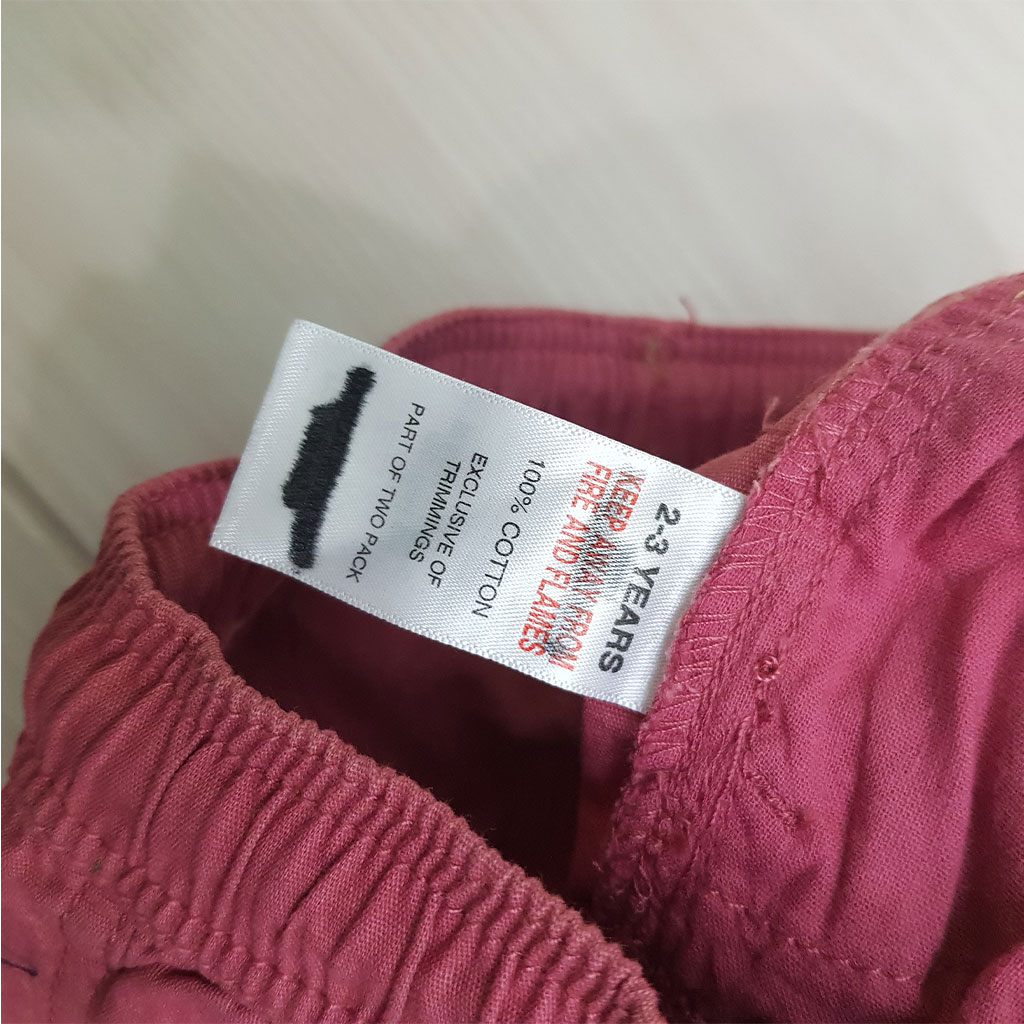 2-3 YEARS
KEEP AWAY FROM
FIRE AND FLAMES
100% COTTON
EXCLUSIVE OF
TRIMMINGS
PART OF TWO PACK